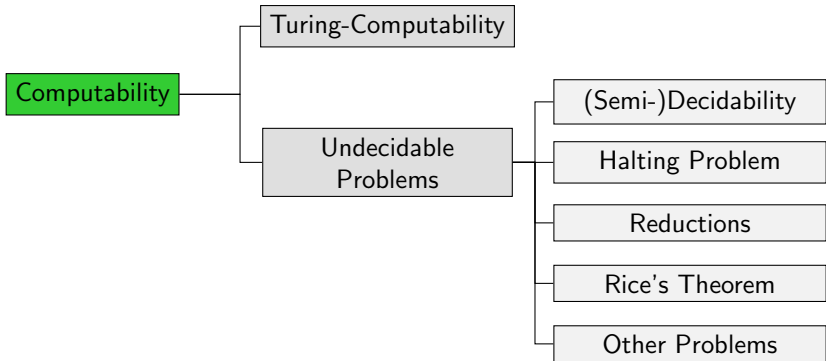 Turing-Computability
Computability
(Semi-)Decidability
Undecidable
Problems
Halting Problem
Reductions
Rice's Theorem
Other Problems